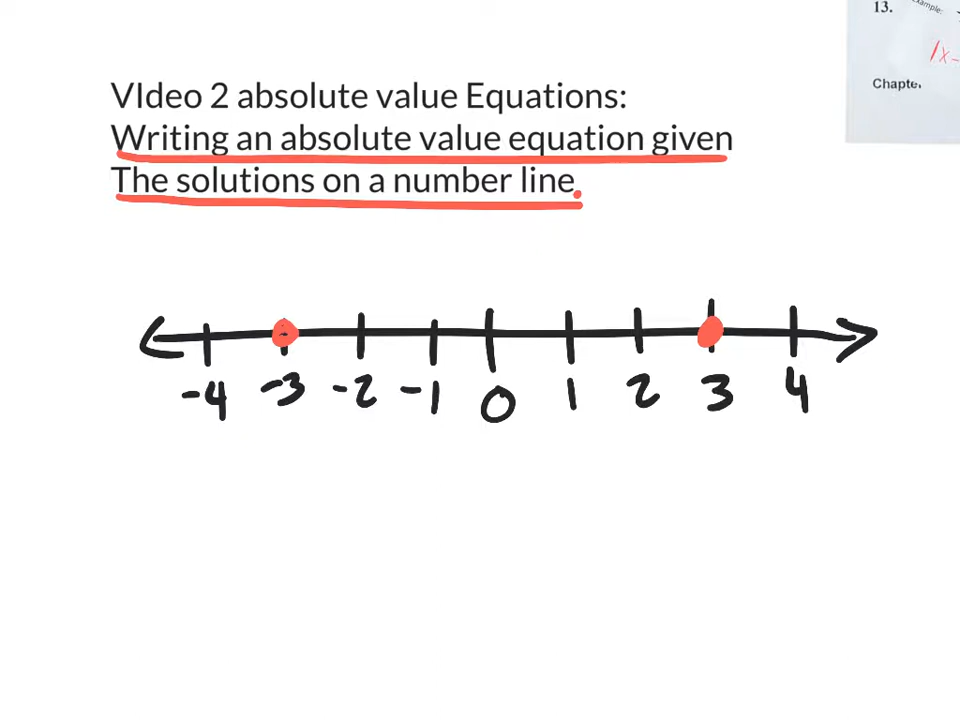 13.
Example:
VIdeo 2 absolute value Equations:
Writing an absolute value equation given
The solutions on a number line.
-4 -3 -2 -1 0 1 2 3 4